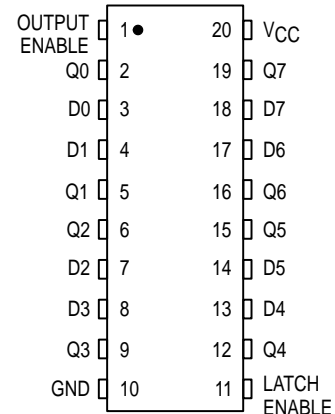 OUTPUT
ENABLE 1 20 VCC
Q0 2 19 Q7
D0 3 18 D7
D1 4 17 D6
Q1 5 16 Q6
Q2 6 15 Q5
D2 7 14 D5
D3 8 13 D4
Q3 9 12 Q4
GND 10 11 LATCH
ENABLE